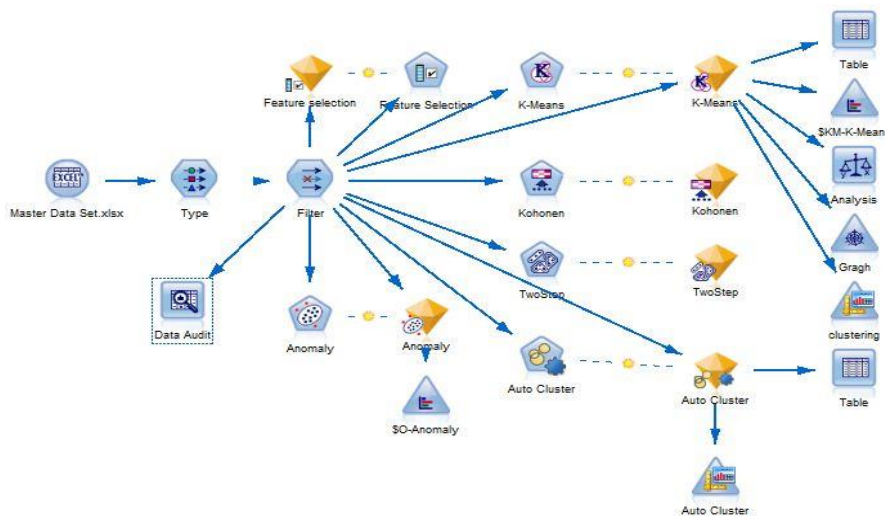 Table
Feature selection
Feature Selection
K-Means
K-Means
$KM-K-Mean
EXCEL
Master Data Set.xlsx
Type
Filter
Kohonen
Kohonen
Analysis
Gragh
TwoStep
TwoStep
Data Audit
Anomaly
Anomaly
clustering
Auto Cluster
Auto Cluster
Table
$O-Anomaly
Auto Cluster